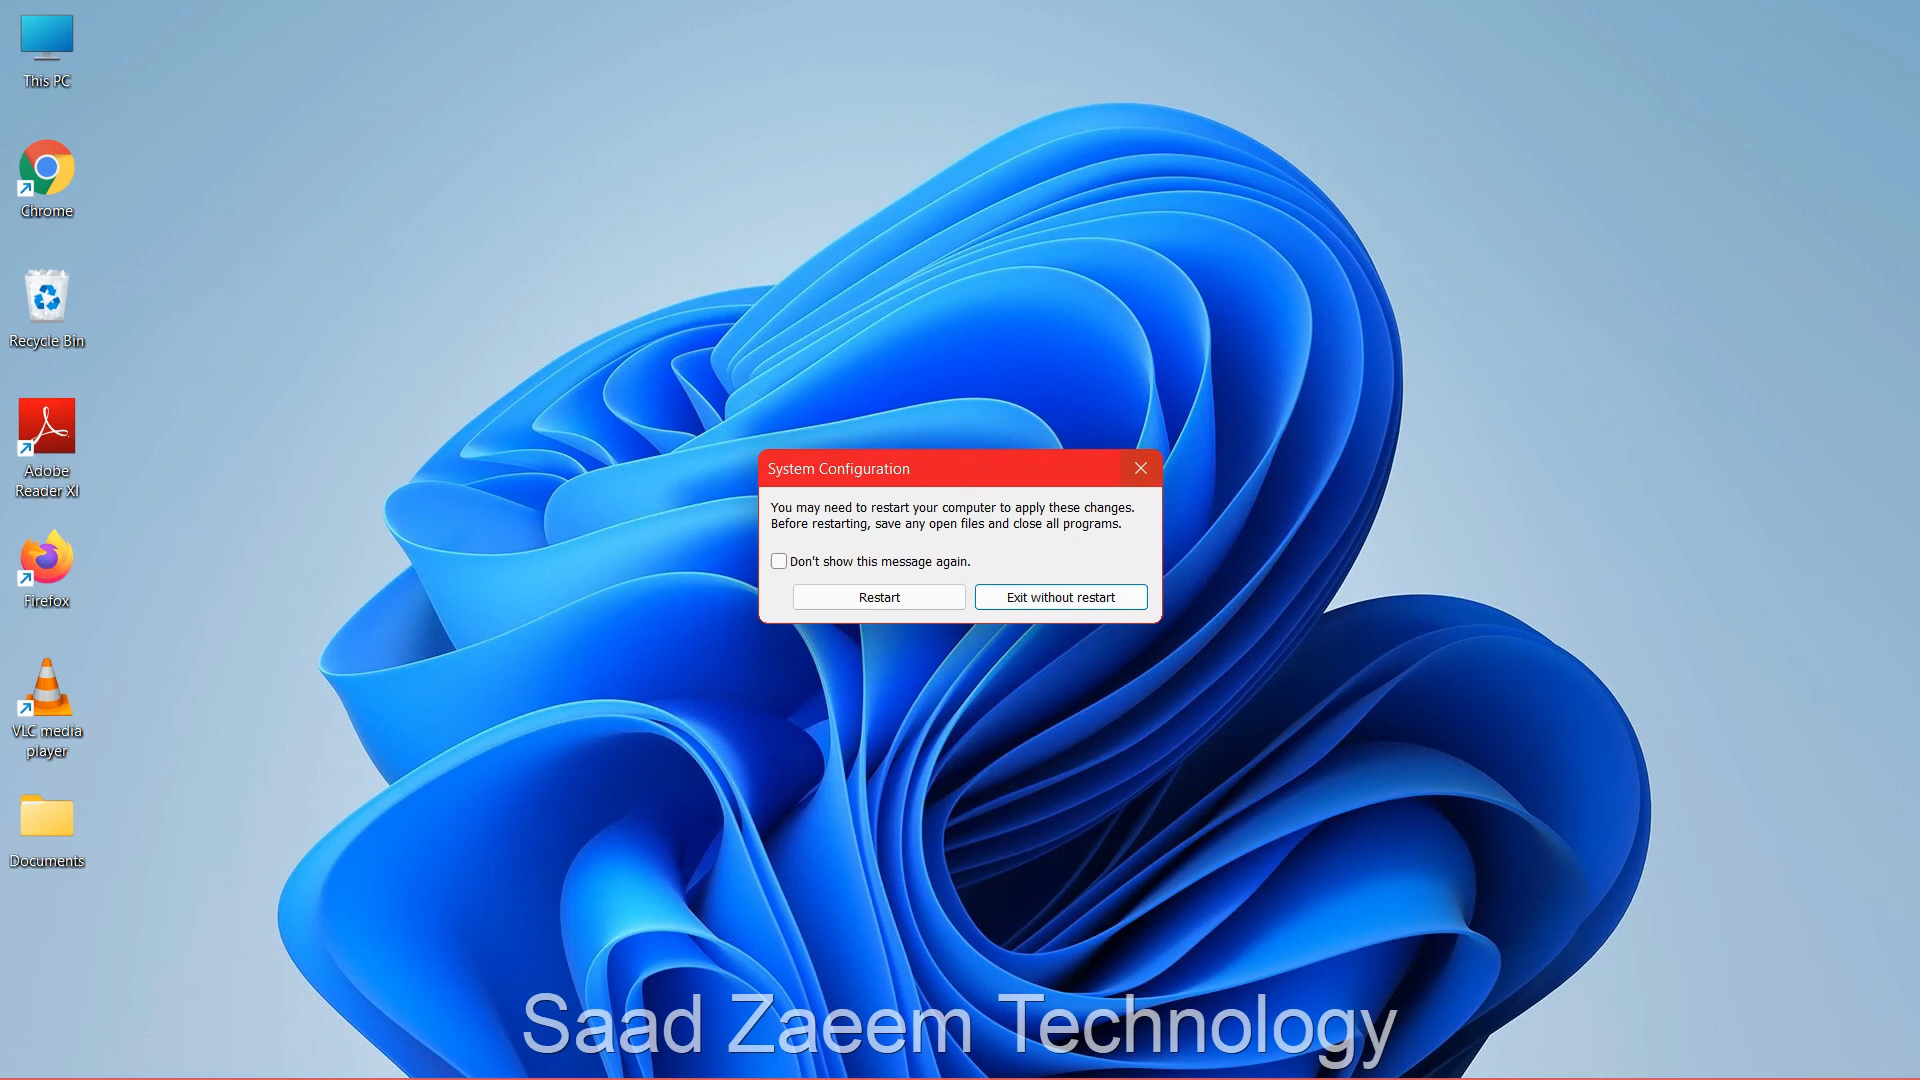 This PC
Chrome
Recycle Bin
Adobe
Reader XI
Firefox
VLC media
player
Documents
System Configuration
You may need to restart your computer to apply these changes.
Before restarting, save any open files and close all programs.
Don't show this message again.
Restart
Exit without restart
Saad Zaeem Technology